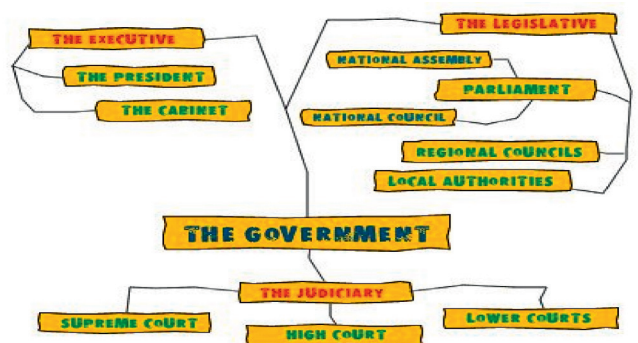 THE EXECUTIVE
THE PRESIDENT
THE CABINET
THE LEGISLATIVE
NATIONAL ASSEMBLY
PARLIAMENT
NATIONAL COUNCIL
REGIONAL COUNCILS
LOCAL AUTHORITIES
THE GOVERNMENT
THE JUDICIARY
SUPREME COURT
HIGH COURT
LOWER COURTS